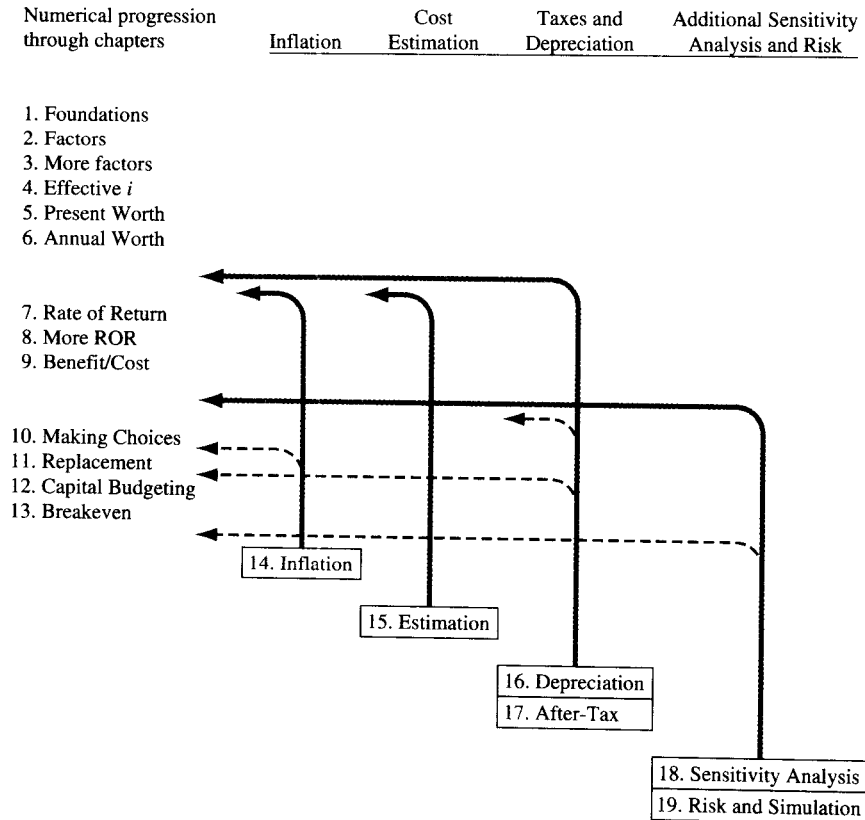 Numerical progression
through chapters
Inflation
Cost
Estimation
Taxes and
Depreciation
Additional Sensitivity
Analysis and Risk
1. Foundations
2. Factors
3. More factors
4. Effective i
5. Present Worth
6. Annual Worth
7. Rate of Return
8. More ROR
9. Benefit/Cost
10. Making Choices
11. Replacement
12. Capital Budgeting
13. Breakeven
14. Inflation
15. Estimation
16. Depreciation
17. After-Tax
18. Sensitivity Analysis
19. Risk and Simulation